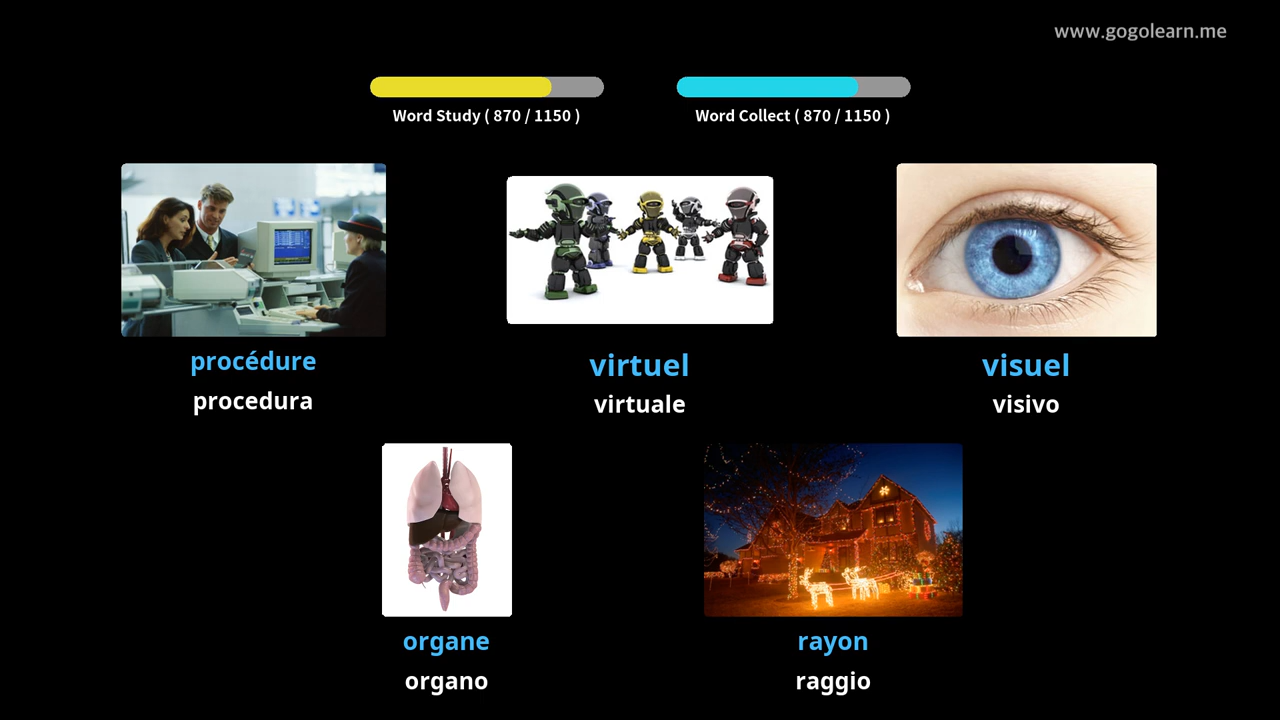 www.gogolearn.me
Word Study ( 870 / 1150 )
Word Collect ( 870 / 1150 )
procédure
procedura
virtuel
virtuale
visuel
visivo
organe
organo
rayon
raggio